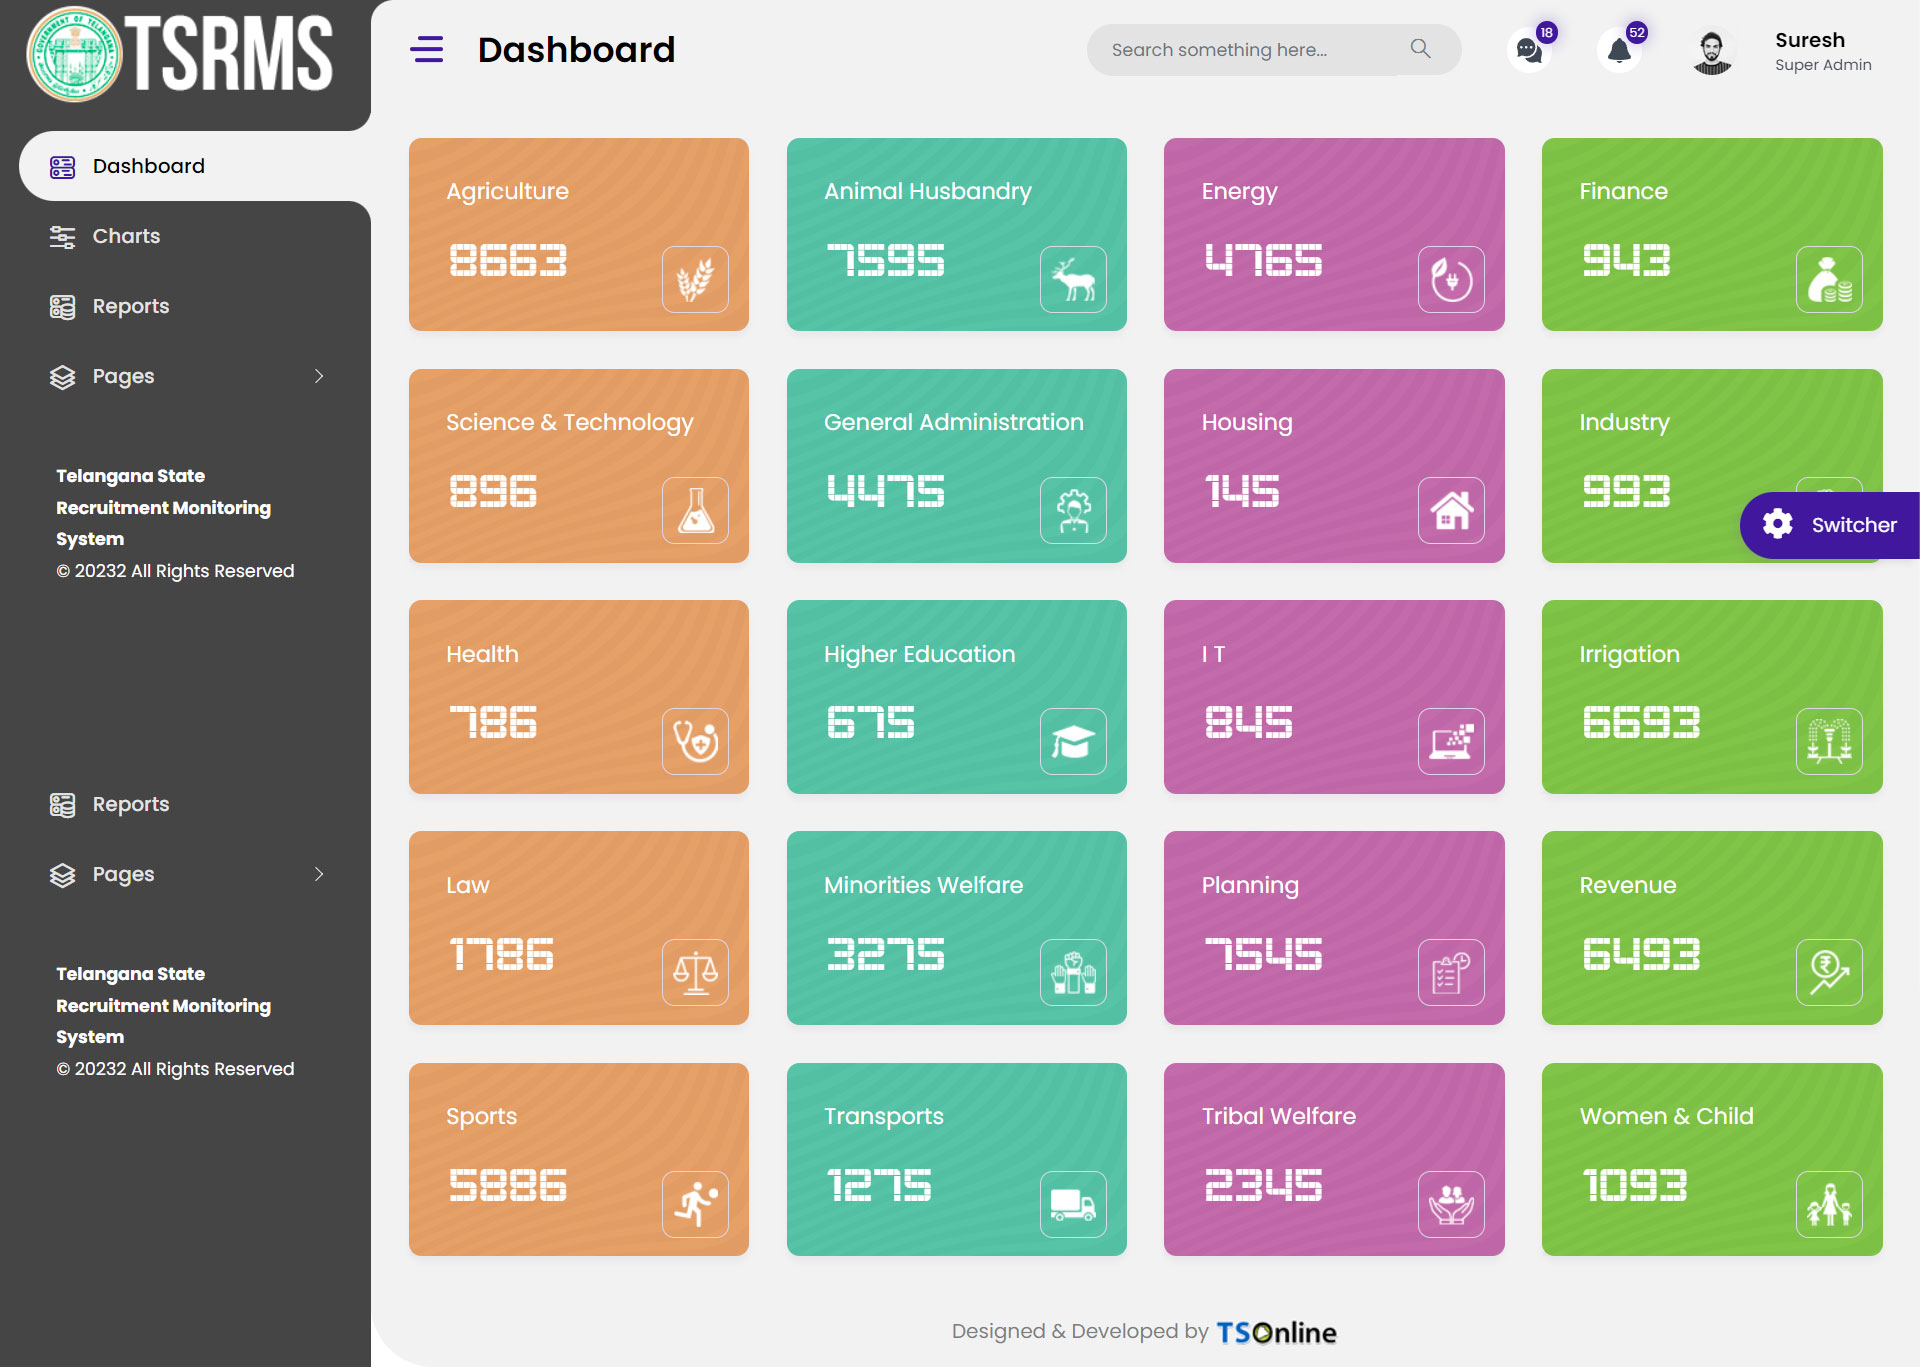 TSRMS
Dashboard
Charts
Reports
Pages
Telangana State
Recruitment Monitoring
System
© 20232 All Rights Reserved
Reports
Pages
Telangana State
Recruitment Monitoring
System
© 20232 All Rights Reserved
Dashboard
Search something here...
18
52
Suresh
Super Admin
Agriculture
8663
Animal Husbandry
7595
Energy
4765
Finance
943
Science & Technology
896
General Administration
4475
Housing
145
Industry
993
Switcher
Health
786
Higher Education
675
I T
845
Irrigation
6693
Law
1786
Minorities Welfare
3275
Planning
7545
Revenue
6493
Sports
5886
Transports
1275
Tribal Welfare
2345
Women & Child
1093
Designed & Developed by TSOnline